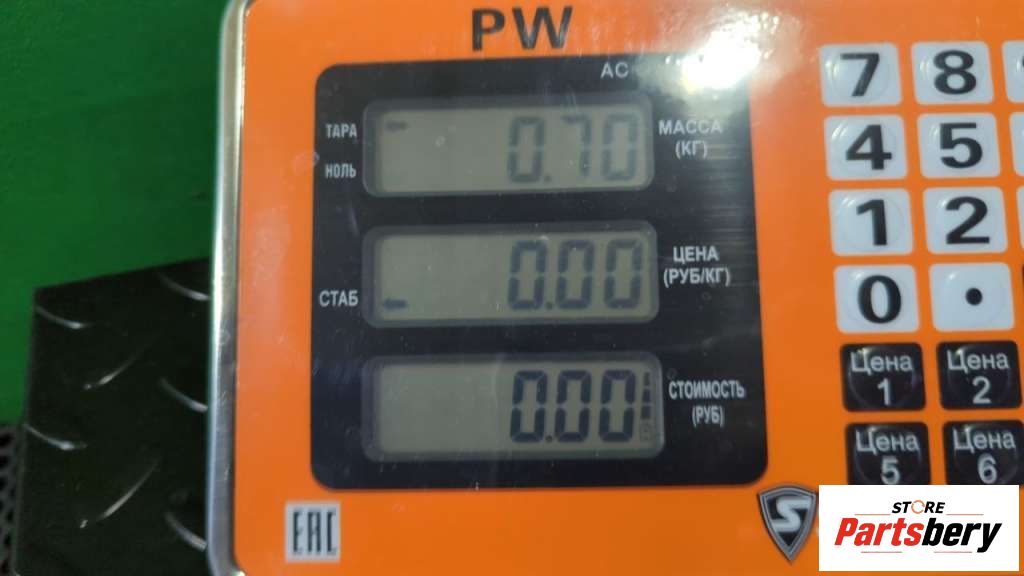 PW
AC
ТАРА
НОЛЬ
0.70
МАССА
(КГ)
СТАБ
0.00
ЦЕНА
(РУБ/КГ)
0.00
СТОИМОСТЬ
(РУБ)
7 8
4 5
1 2
0 .
Цена 1
Цена 2
Цена 5
Цена 6
EAC
S
STORE
Partsbery